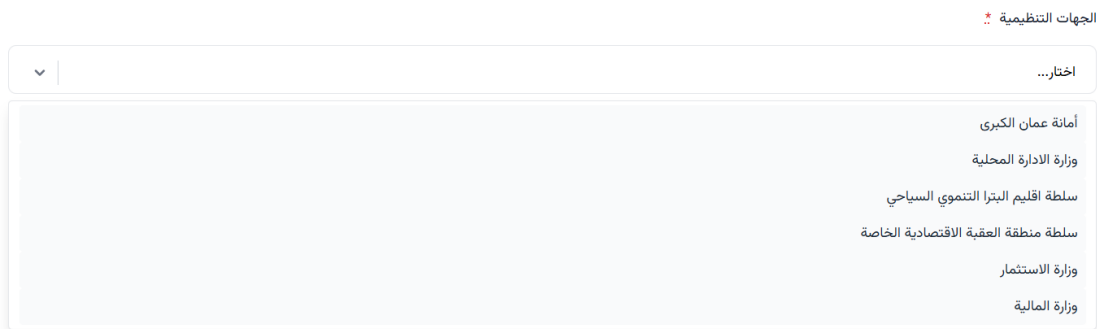 الجهات التنظيمية *
اختار...
أمانة عمان الكبرى
وزارة الادارة المحلية
سلطة اقليم البترا التنموي السياحي
سلطة منطقة العقبة الاقتصادية الخاصة
وزارة الاستثمار
وزارة المالية